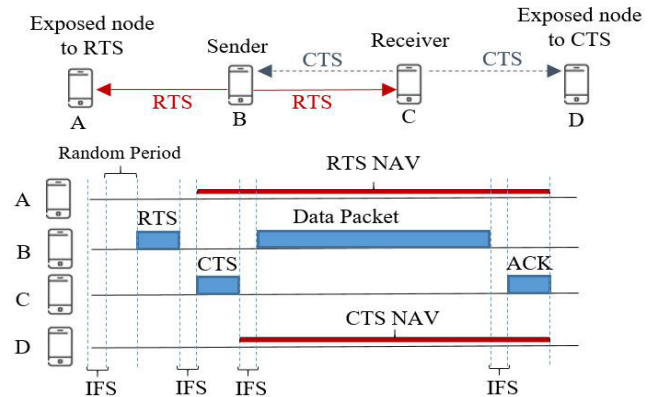 Exposed node
to RTS
Sender
Receiver
Exposed node
to CTS
CTS
CTS
RTS
RTS
A
B
C
D
Random Period
RTS NAV
A
RTS
Data Packet
B
CTS
ACK
C
CTS NAV
D
IFS
IFS
IFS
IFS